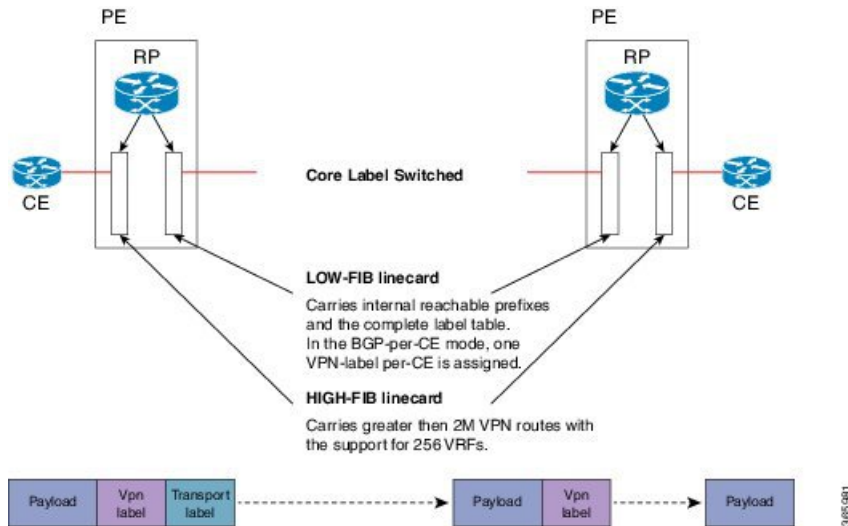 PE
PE
RP
RP
CE
Core Label Switched
CE
LOW-FIB linecard
Carries internal reachable prefixes
and the complete label table.
In the BGP-per-CE mode, one
VPN-label per-CE is assigned.
HIGH-FIB linecard
Carries greater then 2M VPN routes with
the support for 256 VRFs.
Payload
Vpn
label
Transport
label
Payload
Vpn
label
Payload
365981